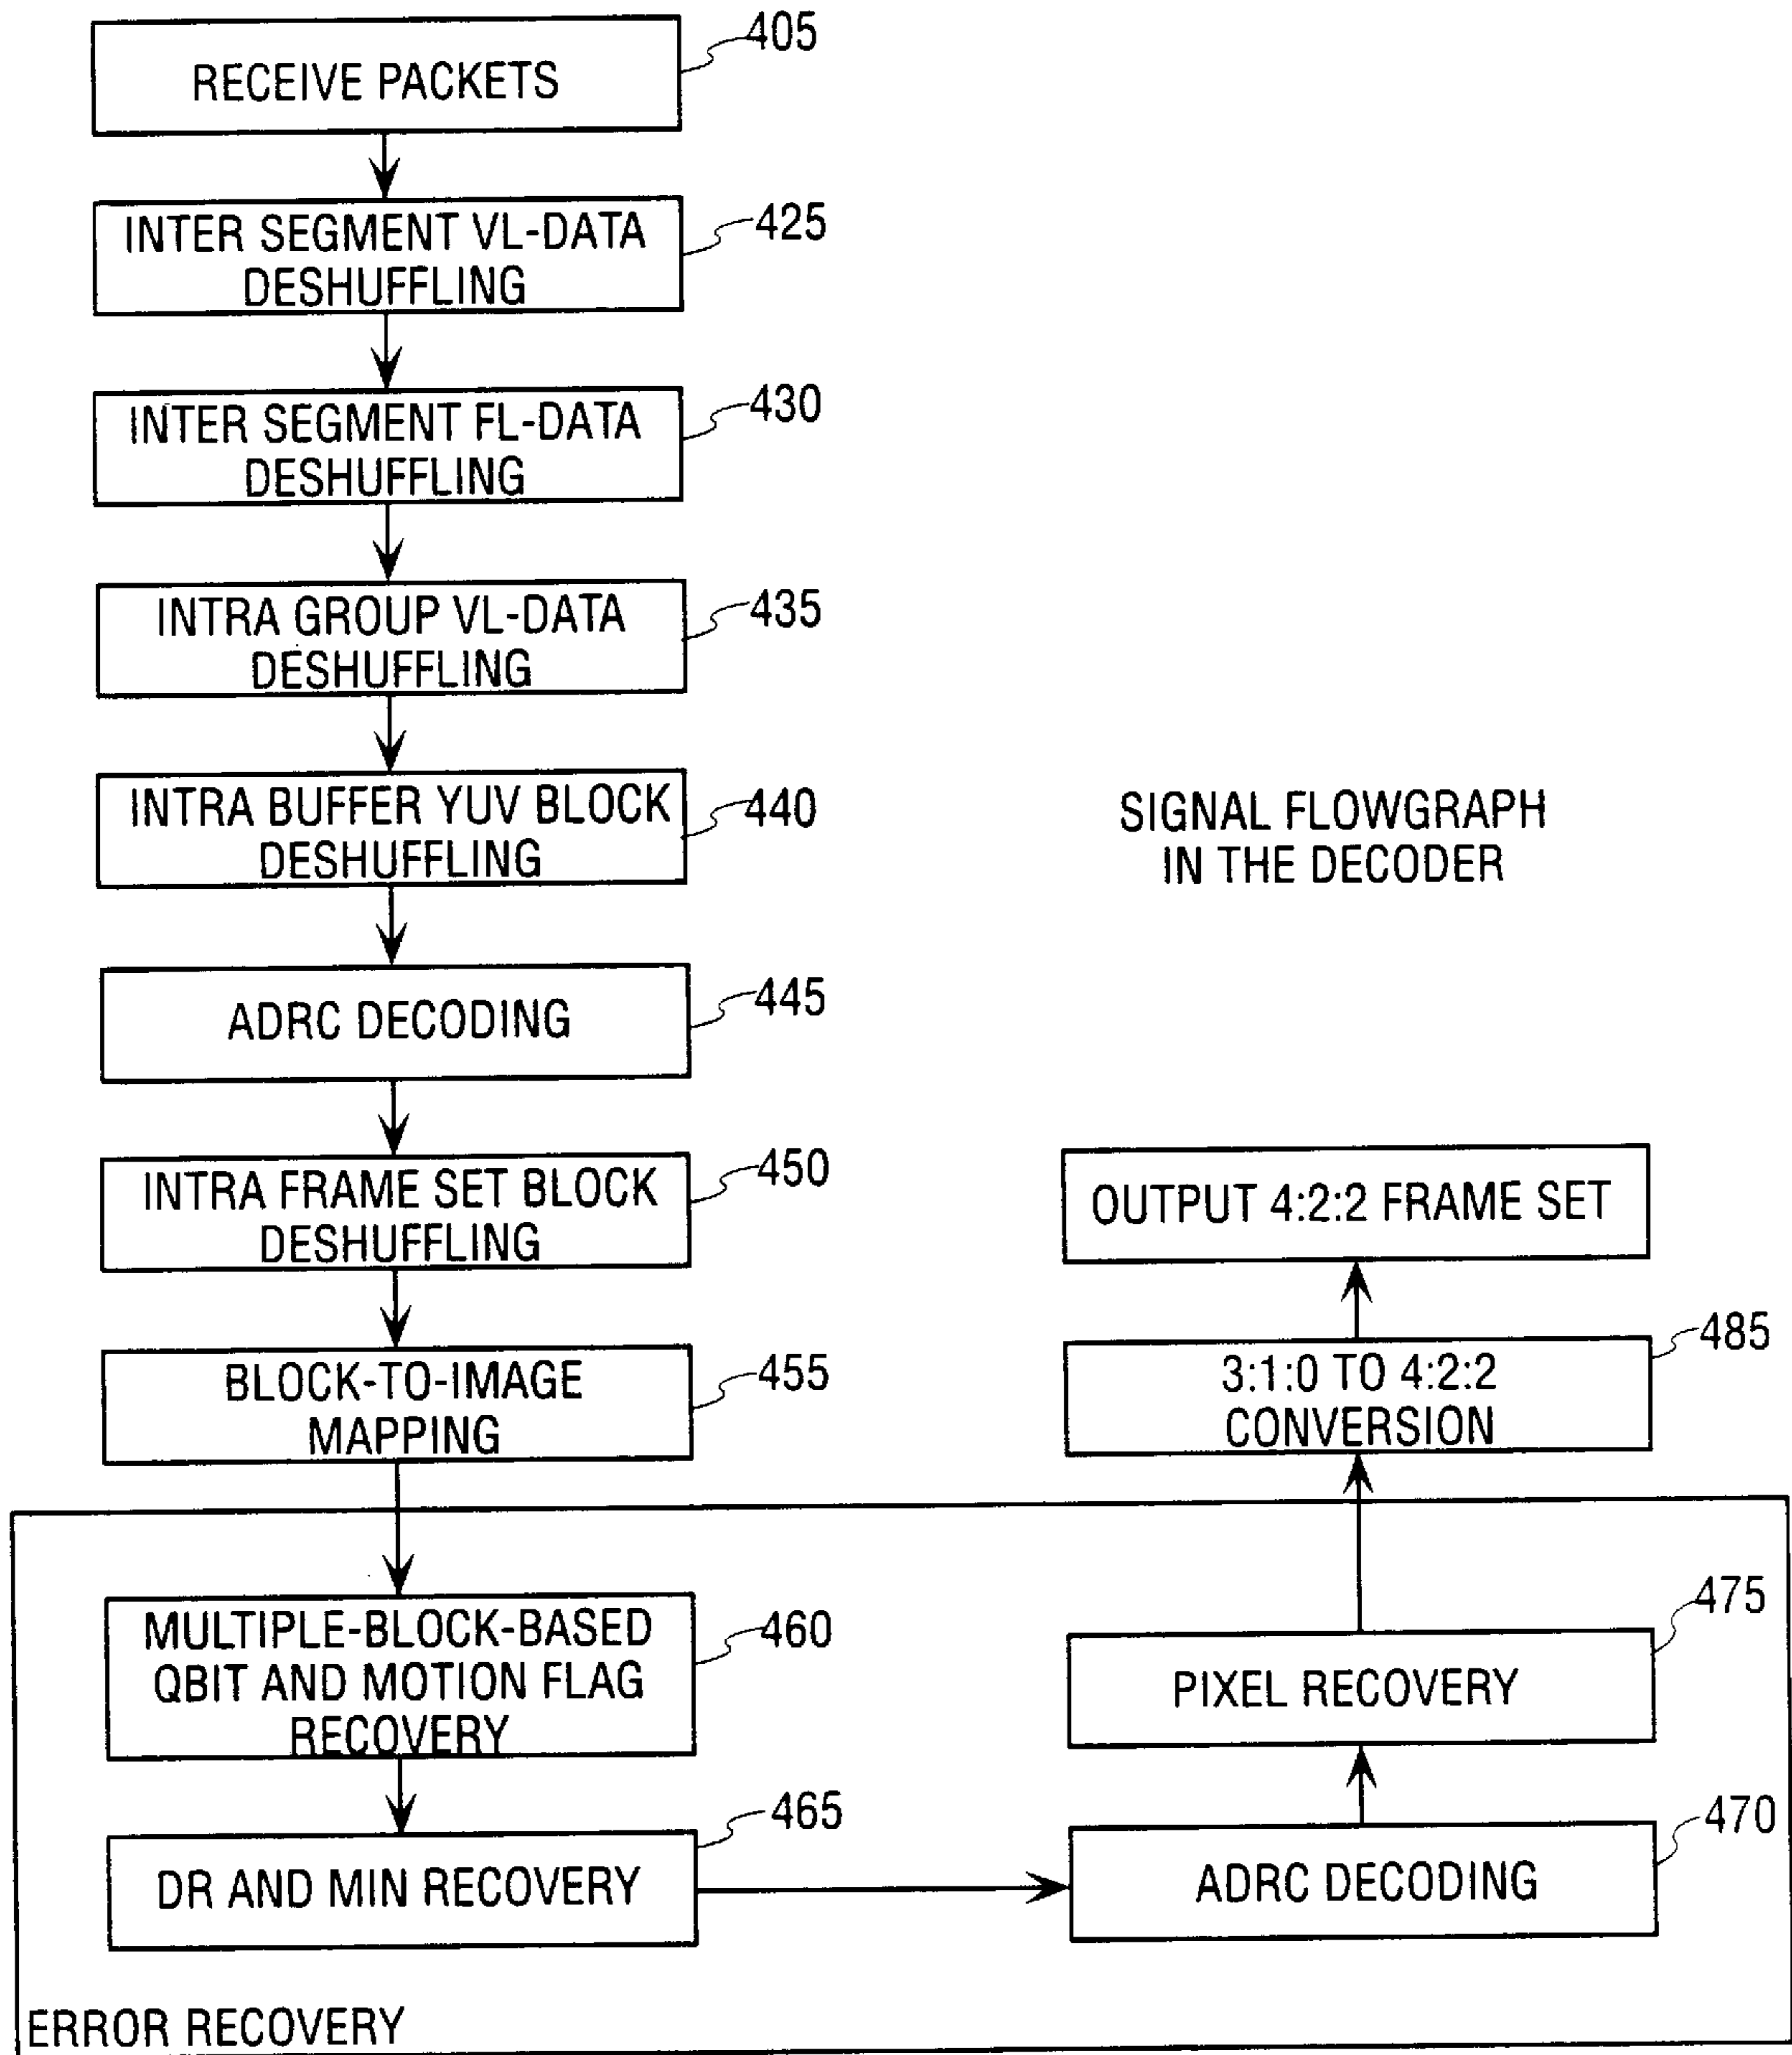 RECEIVE PACKETS
405
INTER SEGMENT VL-DATA
DESHUFFLING
425
INTER SEGMENT FL-DATA
DESHUFFLING
430
INTRA GROUP VL-DATA
DESHUFFLING
435
INTRA BUFFER YUV BLOCK
DESHUFFLING
440
SIGNAL FLOWGRAPH
IN THE DECODER
ADRC DECODING
445
INTRA FRAME SET BLOCK
DESHUFFLING
450
BLOCK-TO-IMAGE
MAPPING
455
MULTIPLE-BLOCK-BASED
QBIT AND MOTION FLAG
RECOVERY
460
DR AND MIN RECOVERY
465
ADRC DECODING
470
PIXEL RECOVERY
475
3:1:0 TO 4:2:2
CONVERSION
485
OUTPUT 4:2:2 FRAME SET
ERROR RECOVERY